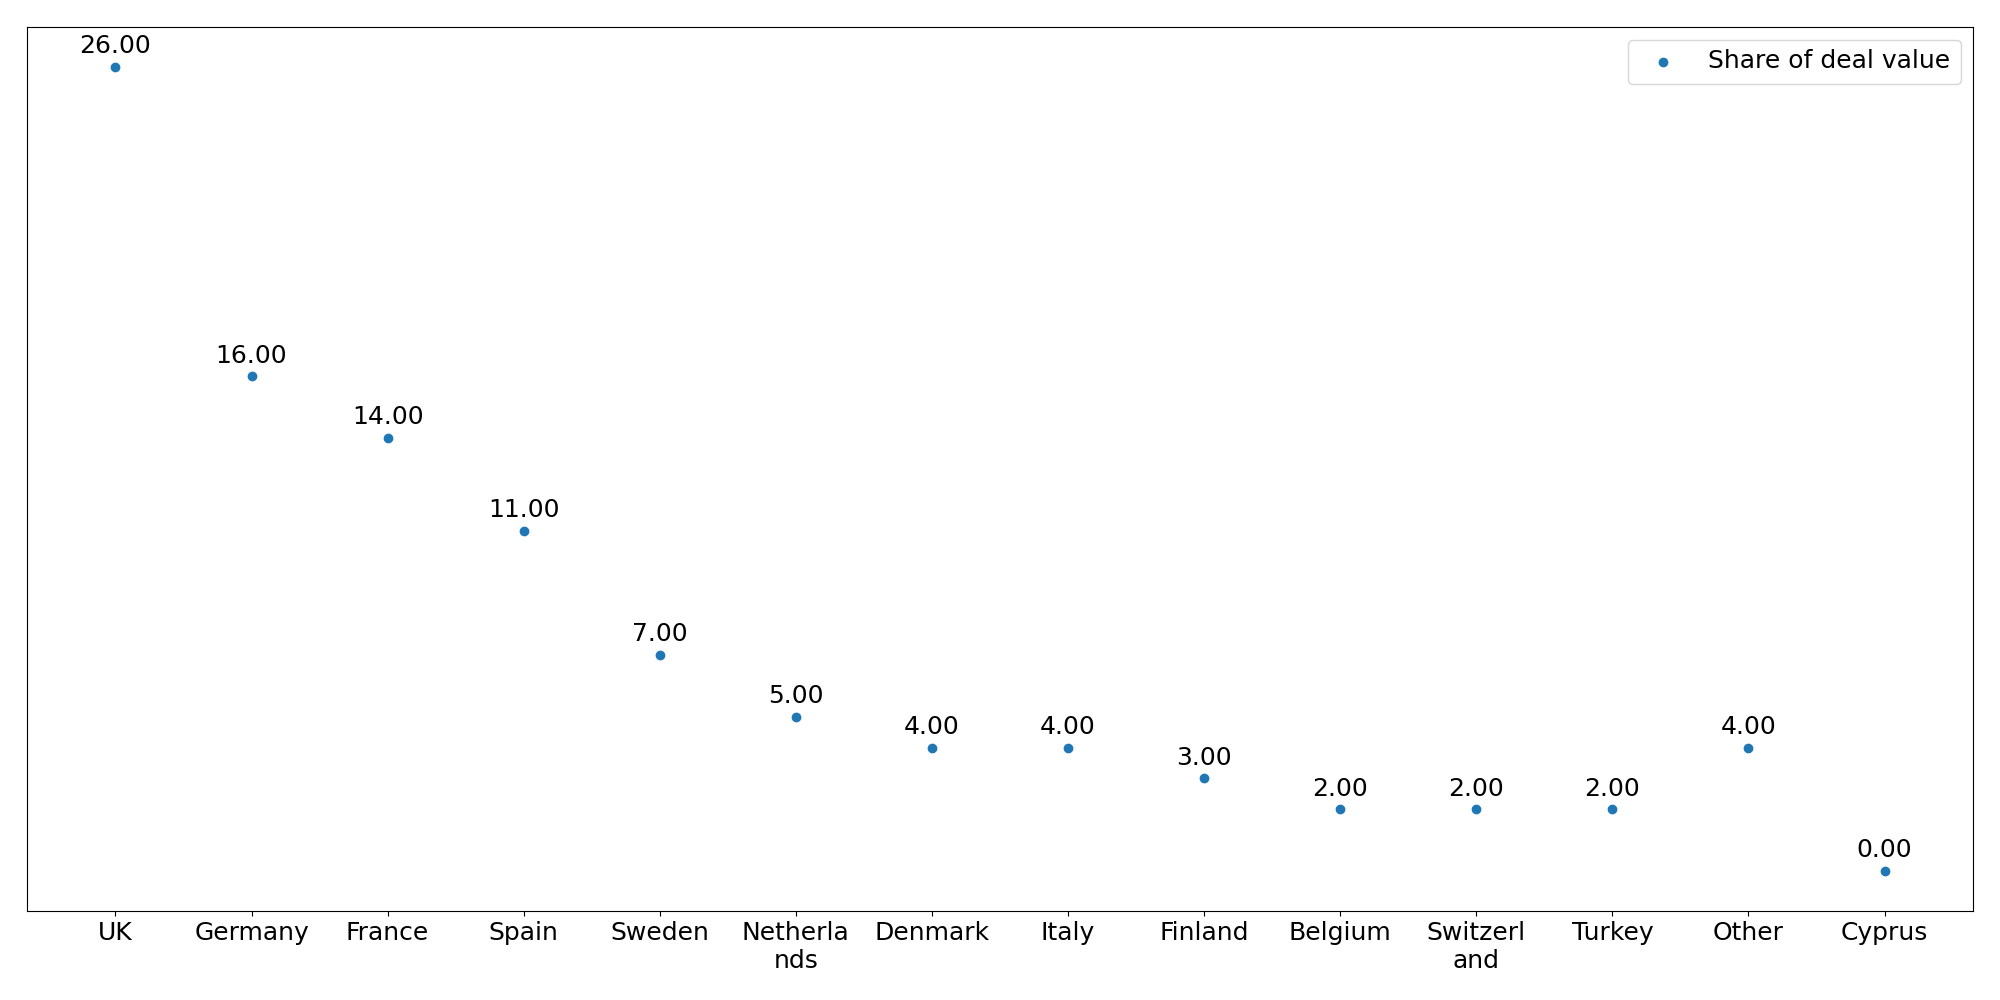 26.00
Share of deal value
16.00
14.00
11.00
7.00
5.00
4.00
4.00
3.00
2.00
2.00
2.00
4.00
0.00
UK
Germany
France
Spain
Sweden
Netherla
nds
Denmark
Italy
Finland
Belgium
Switzerl
and
Turkey
Other
Cyprus